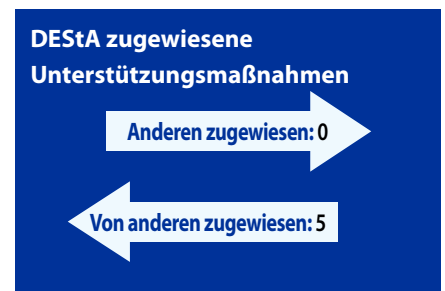 DEStA zugewiesene
Unterstützungsmaßnahmen
Anderen zugewiesen: 0
Von anderen zugewiesen: 5